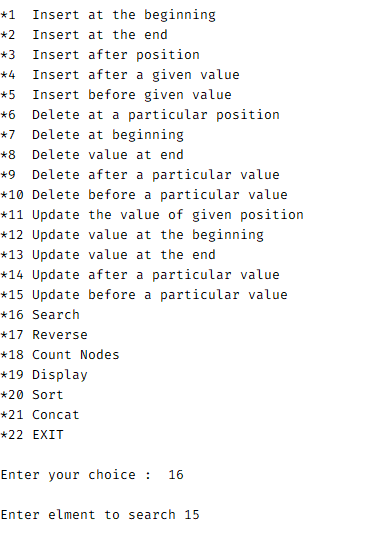 *1  Insert at the beginning
*2  Insert at the end
*3  Insert after position
*4  Insert after a given value
*5  Insert before given value
*6  Delete at a particular position
*7  Delete at beginning
*8  Delete value at end
*9  Delete after a particular value
*10 Delete before a particular value
*11 Update the value of given position
*12 Update value at the beginning
*13 Update value at the end
*14 Update after a particular value
*15 Update before a particular value
*16 Search
*17 Reverse
*18 Count Nodes
*19 Display
*20 Sort
*21 Concat
*22 EXIT
Enter your choice :  16
Enter elment to search 15